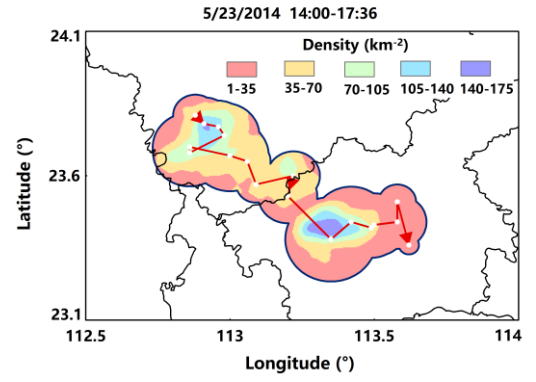 5/23/2014 14:00-17:36
24.1
Density (km-2)
1-35 35-70 70-105 105-140 140-175
Latitude (°)
23.6
23.1
112.5 113 113.5 114
Longitude (°)